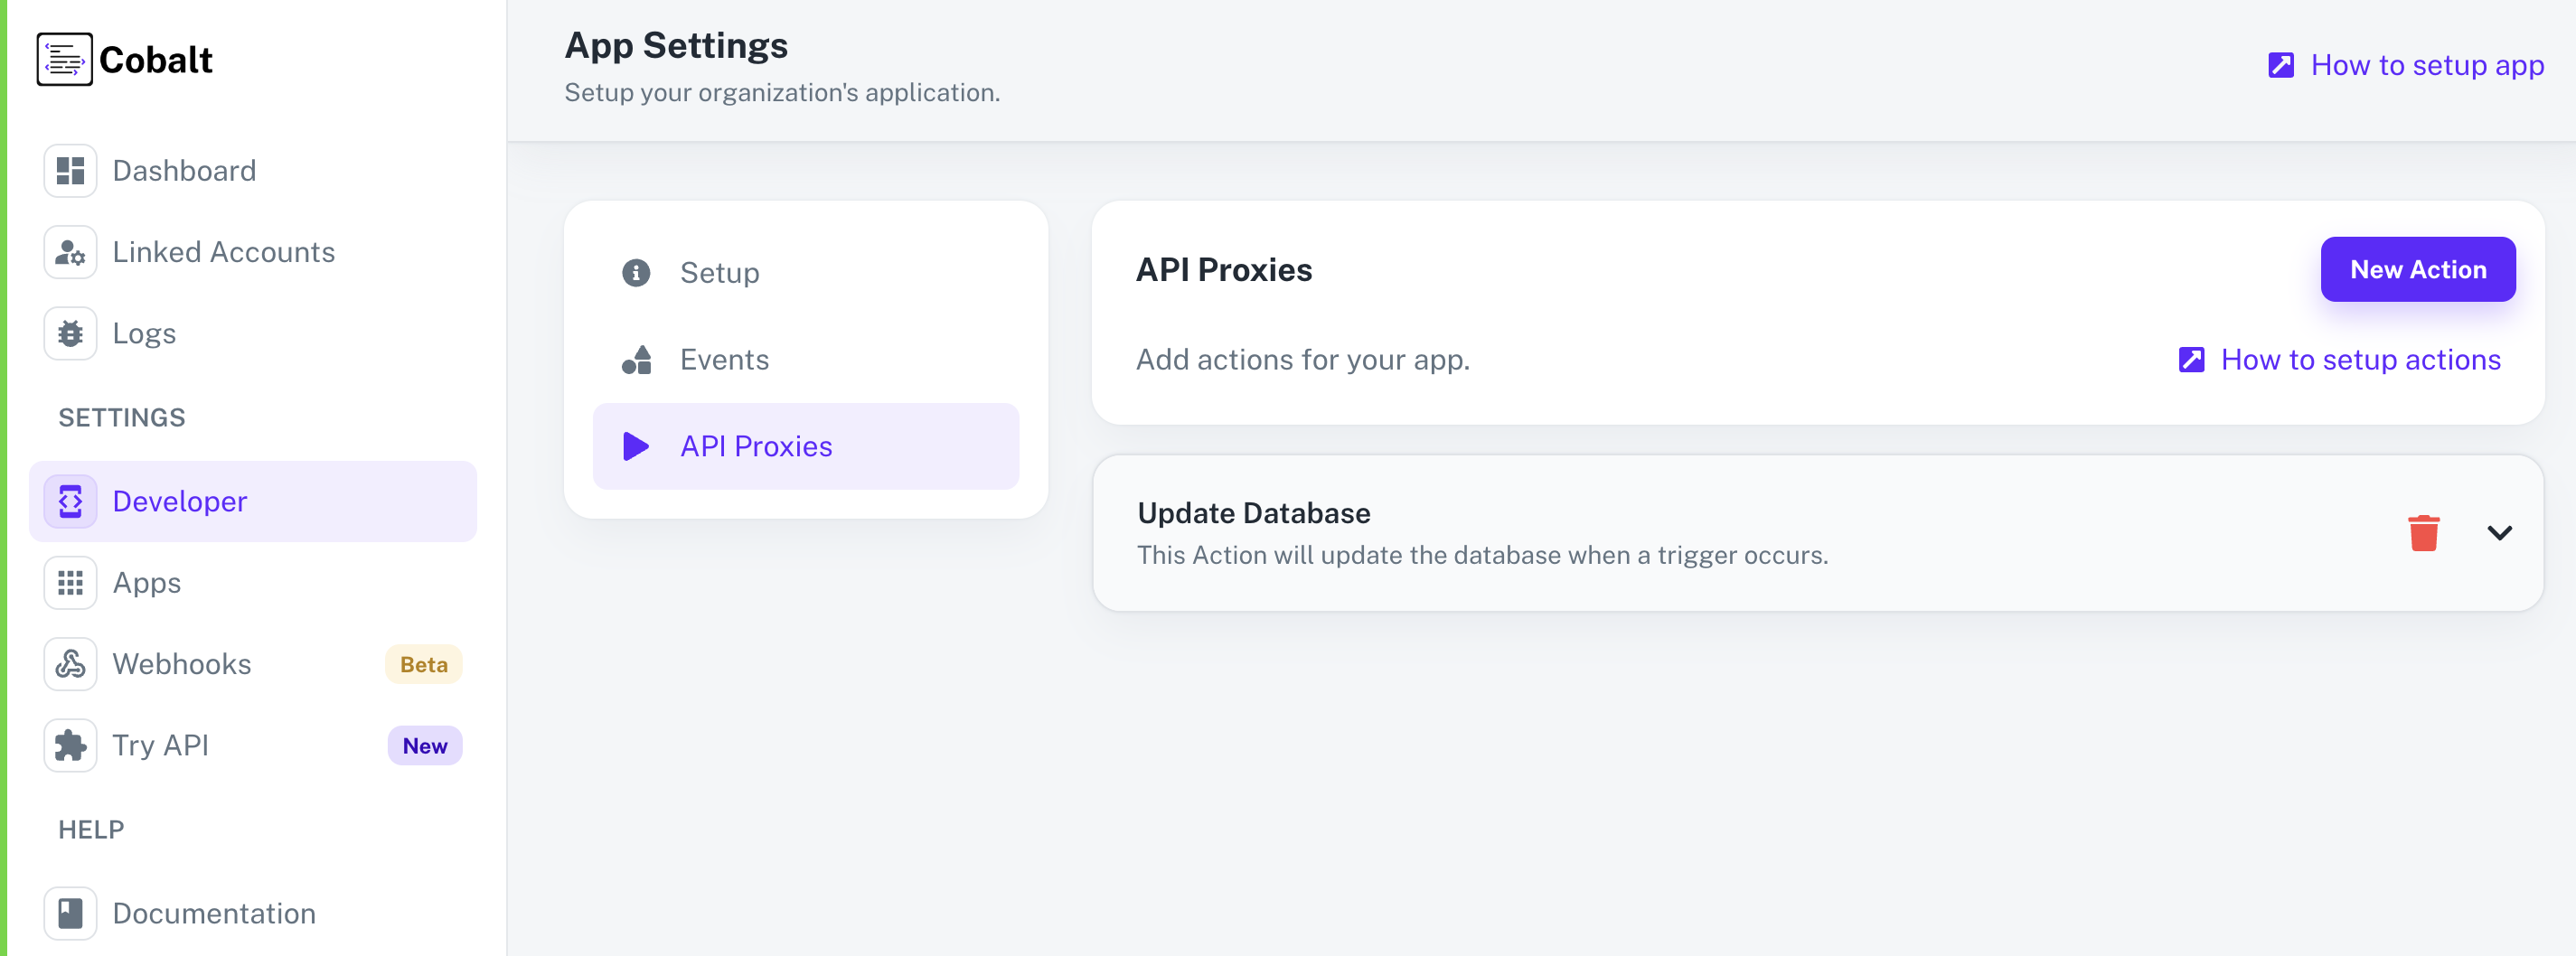 Cobalt
Dashboard
Linked Accounts
Logs
SETTINGS
Developer
Apps
Webhooks Beta
Try API New
HELP
Documentation
App Settings
Setup your organization's application.
How to setup app
Setup
Events
API Proxies
API Proxies
New Action
Add actions for your app.
How to setup actions
Update Database
This Action will update the database when a trigger occurs.